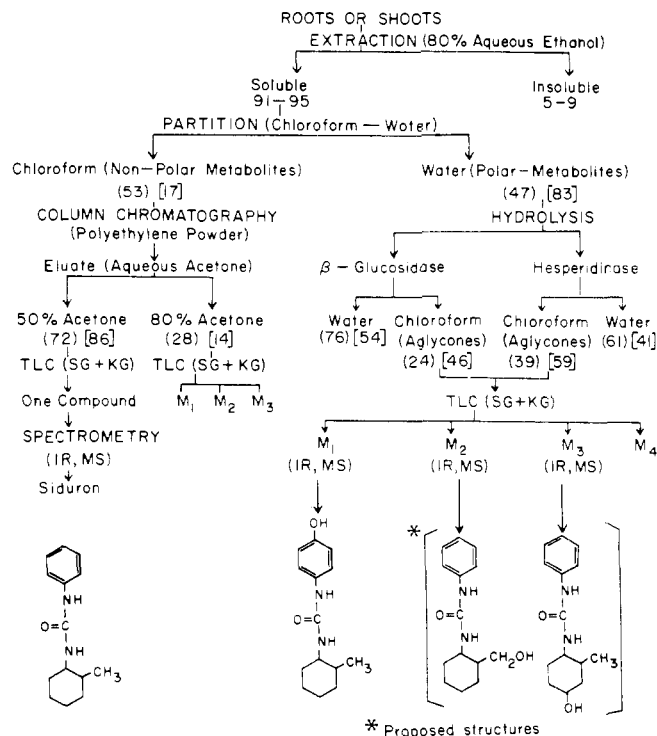 ROOTS OR SHOOTS
EXTRACTION (80% Aqueous Ethanol)
Soluble
91-95
Insoluble
5-9
PARTITION (Chloroform — Water)
Chloroform (Non-Polar Metabolites)
(53) [17]
Water (Polar-Metabolites)
(47) [83]
COLUMN CHROMATOGRAPHY
(Polyethylene Powder)
HYDROLYSIS
Eluate (Aqueous Acetone)
β - Glucosidase
Hesperidinase
50% Acetone
(72) [86]
80% Acetone
(28) [14]
Water
(76) [54]
Chloroform
(Aglycones)
(24) [46]
Chloroform
(Aglycones)
(39) [59]
Water
(61) [41]
TLC (SG+KG)
TLC (SG+KG)
M1 M2 M3
TLC (SG+KG)
One Compound
SPECTROMETRY
(IR, MS)
Siduron
M1
(IR, MS)
M2
(IR, MS)
M3
(IR, MS)
M4
NH
O=C
NH
CH3
OH
NH
O=C
NH
CH3
*
NH
O=C
NH
CH2OH
NH
O=C
NH
CH3
OH
* Proposed structures